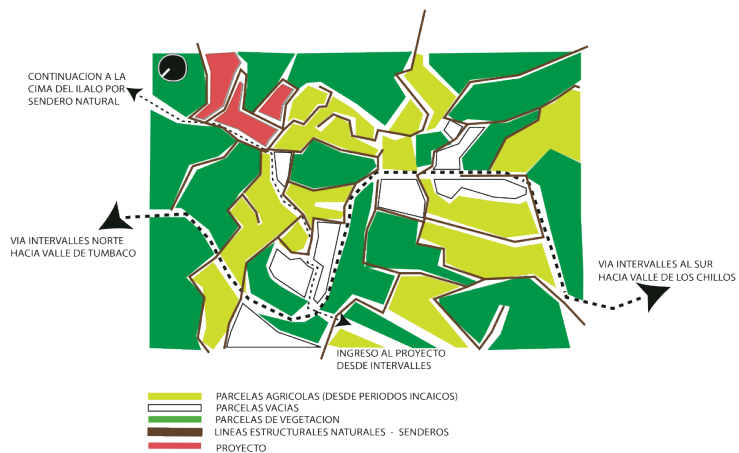 CONTINUACION A LA
CIMA DEL ILALO POR
SENDERO NATURAL
VIA INTERVALLES NORTE
HACIA VALLE DE TUMBACO
VIA INTERVALLES AL SUR
HACIA VALLE DE LOS CHILLOS
INGRESO AL PROYECTO
DESDE INTERVALLES
PARCELAS AGRICOLAS (DESDE PERIODOS INCAICOS)
PARCELAS VACIAS
PARCELAS DE VEGETACION
LINEAS ESTRUCTURALES NATURALES - SENDEROS
PROYECTO